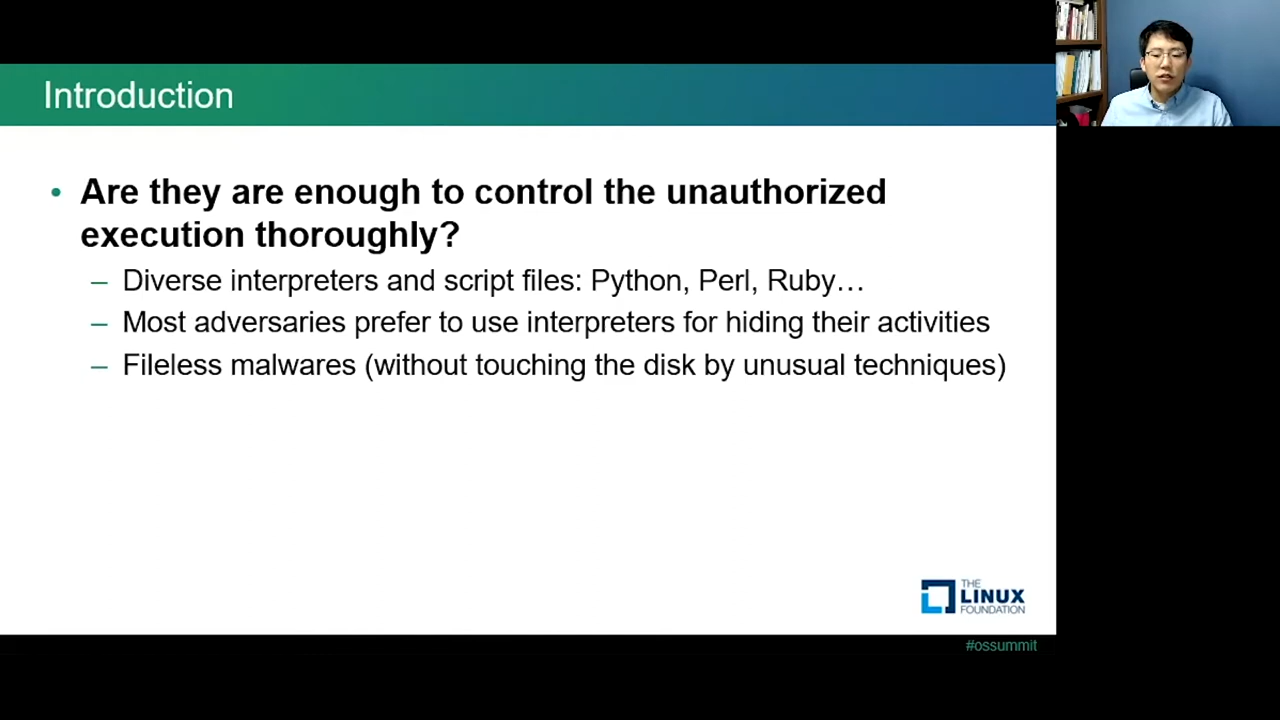 Introduction
• Are they are enough to control the unauthorized
execution thoroughly?
– Diverse interpreters and script files: Python, Perl, Ruby…
– Most adversaries prefer to use interpreters for hiding their activities
– Fileless malwares (without touching the disk by unusual techniques)
THE
LINUX
FOUNDATION
#ossummit